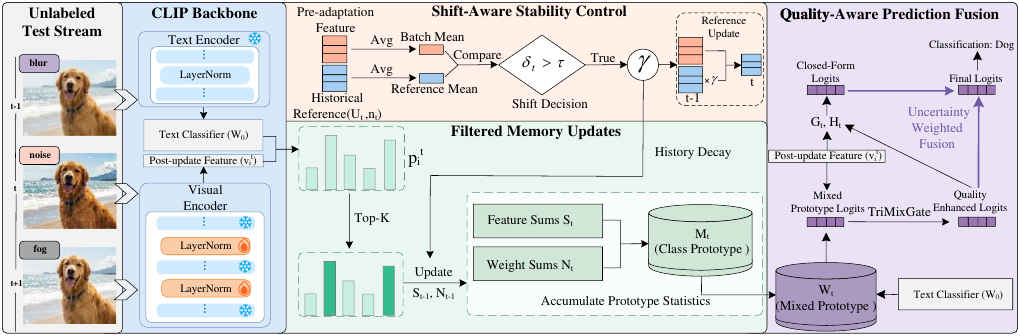 Unlabeled
Test Stream
blur
t-1
noise
t
fog
t+1
CLIP Backbone
Text Encoder
LayerNorm
Text Classifier (W₀)
Post-update Feature (vᵢᵗ)
Visual
Encoder
LayerNorm
LayerNorm
Shift-Aware Stability Control
Pre-adaptation
Feature
Avg
Batch Mean
Avg
Reference Mean
Historical
Reference(Uₜ,nₜ)
Compare
δₜ > τ
Shift Decision
True
γ
Reference
Update
×γ
t-1
t
Filtered Memory Updates
pᵢᵗ
Top-K
History Decay
Update
Sₜ₋₁, Nₜ₋₁
Feature Sums Sₜ
Weight Sums Nₜ
Mₜ
(Class Prototype )
Accumulate Prototype Statistics
Quality-Aware Prediction Fusion
Classification: Dog
Closed-Form
Logits
Final Logits
Uncertainty
Weighted
Fusion
Gₜ, Hₜ
Post-update Feature (vᵢᵗ)
Mixed
Prototype Logits
TriMixGate
Quality
Enhanced Logits
Wₜ
(Mixed Prototype )
Text Classifier (W₀)